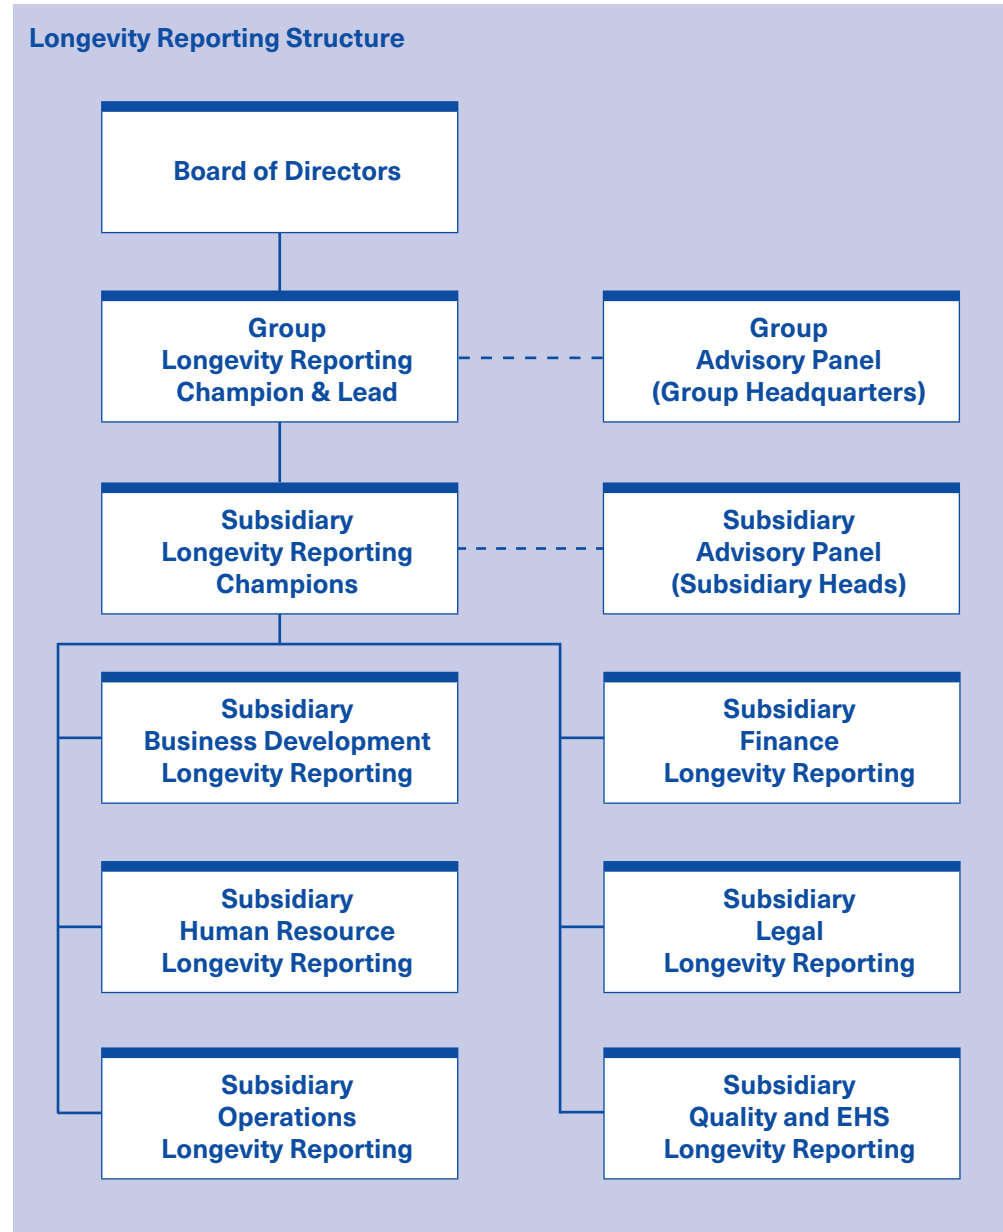 Longevity Reporting Structure
Board of Directors
Group
Longevity Reporting
Champion & Lead
Group
Advisory Panel
(Group Headquarters)
Subsidiary
Longevity Reporting
Champions
Subsidiary
Advisory Panel
(Subsidiary Heads)
Subsidiary
Business Development
Longevity Reporting
Subsidiary
Finance
Longevity Reporting
Subsidiary
Human Resource
Longevity Reporting
Subsidiary
Legal
Longevity Reporting
Subsidiary
Operations
Longevity Reporting
Subsidiary
Quality and EHS
Longevity Reporting